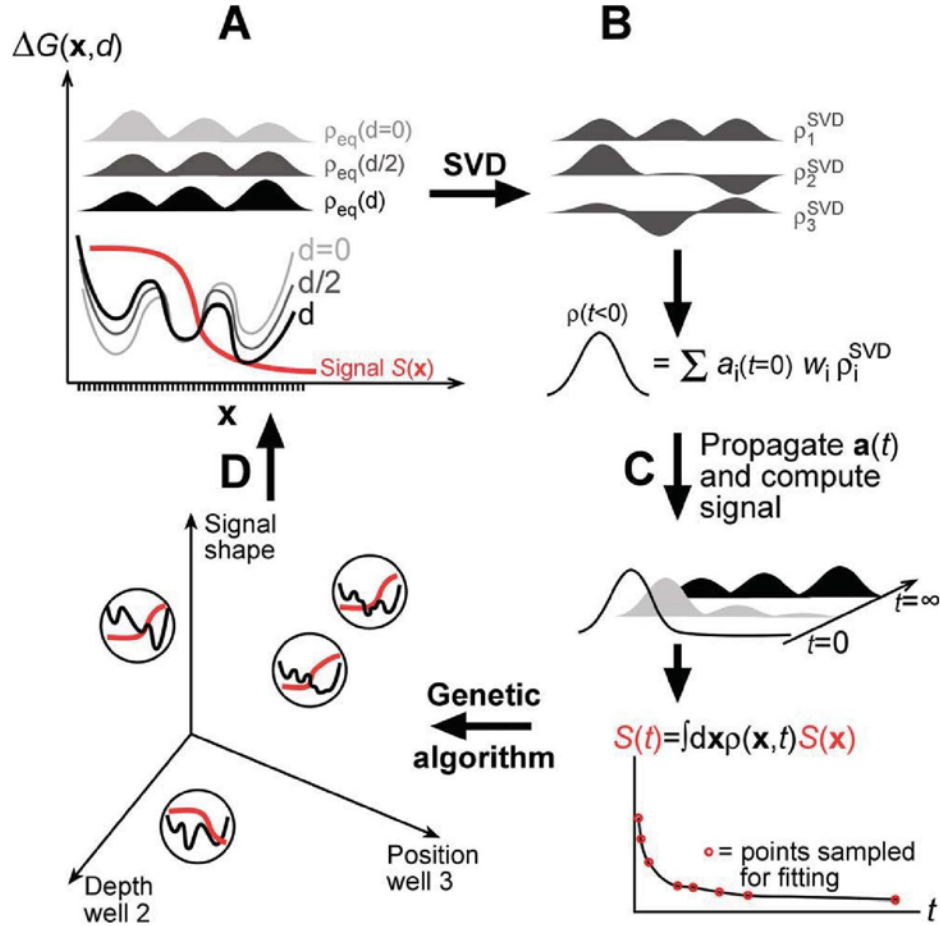 A
B
ΔG(x,d)
ρeq(d=0)
ρeq(d/2)
ρeq(d)
SVD
ρ1SVD
ρ2SVD
ρ3SVD
d=0
d/2
d
Signal S(x)
x
ρ(t<0)
= ∑ ai(t=0) wi ρiSVD
D
C
Propagate a(t)
and compute
signal
Signal
shape
t=∞
t=0
Genetic
algorithm
S(t)=∫dxρ(x,t)S(x)
Depth
well 2
Position
well 3
= points sampled
for fitting
t